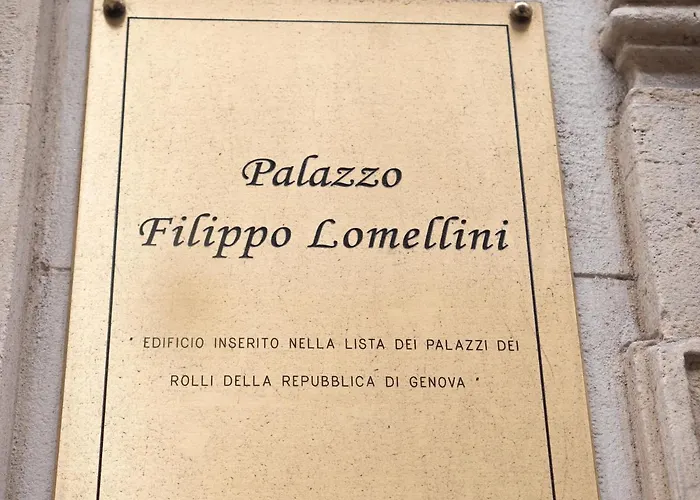 Palazzo
Filippo Lomellini
" EDIFICIO INSERITO NELLA LISTA DEI PALAZZI DEI
ROLLI DELLA REPUBBLICA DI GENOVA "